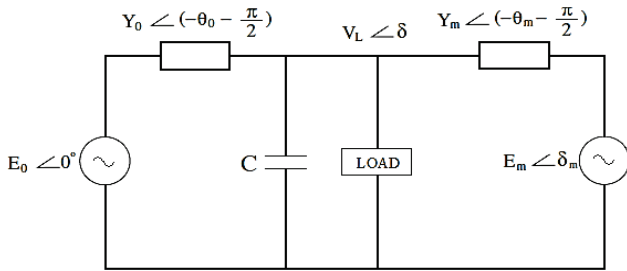 Y₀ ∠(-θ₀ - π/2)
V_L ∠δ
Y_m ∠(-θ_m - π/2)
E₀ ∠0°
C
LOAD
E_m ∠δ_m